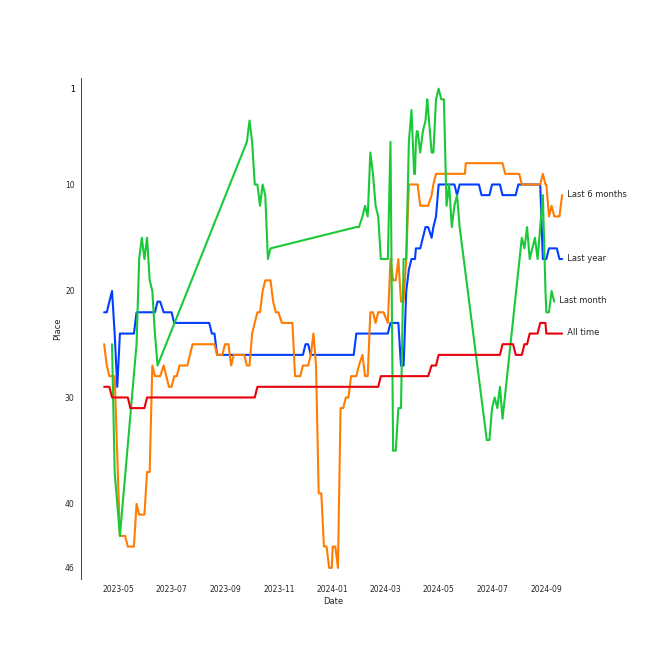 1
10
20
30
40
46
Place
2023-05
2023-07
2023-09
2023-11
2024-01
2024-03
2024-05
2024-07
2024-09
Date
Last 6 months
Last year
Last month
All time